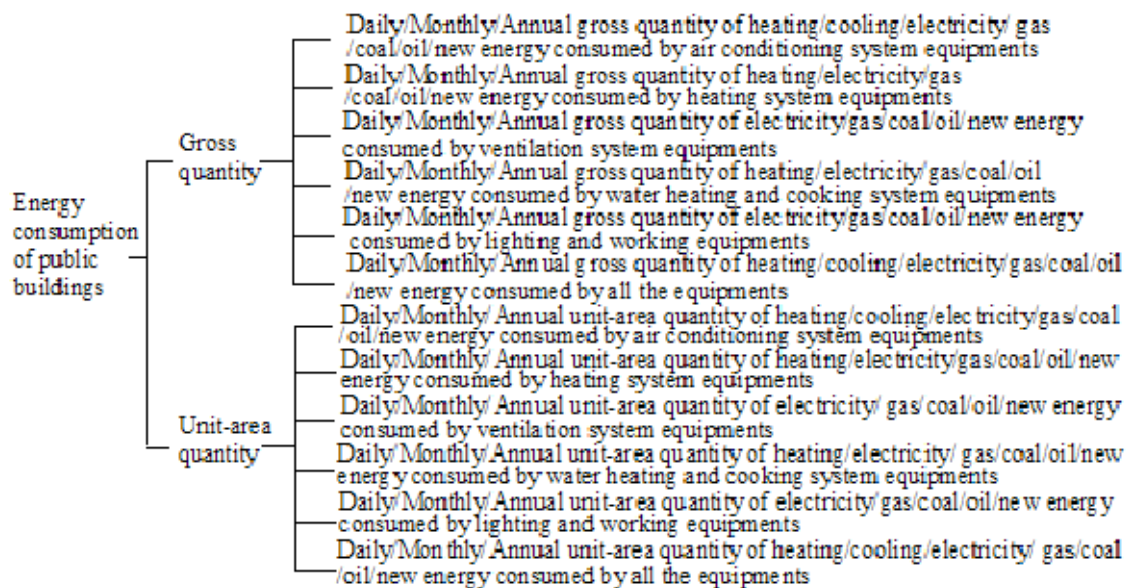 Energy
consumption
of public
buildings
Gross
quantity
Daily/Monthly/Annual gross quantity of heating/cooling/electricity/ gas
/coal/oil/new energy consumed by air conditioning system equipments
Daily/Monthly/Annual gross quantity of heating/electricity/gas
/coal/oil/new energy consumed by heating system equipments
Daily/Monthly/Annual gross quantity of electricity/gas/coal/oil/new energy
consumed by ventilation system equipments
Daily/Monthly/Annual gross quantity of heating/electricity/gas/coal/oil
/new energy consumed by water heating and cooking system equipments
Daily/Monthly/Annual gross quantity of electricity/gas/coal/oil/new energy
consumed by lighting and working equipments
Daily/Monthly/Annual gross quantity of heating/cooling/electricity/gas/coal/oil
/new energy consumed by all the equipments
Unit-area
quantity
Daily/Monthly/Annual unit-area quantity of heating/cooling/electricity/gas/coal
/oil/new energy consumed by air conditioning system equipments
Daily/Monthly/Annual unit-area quantity of heating/electricity/gas/coal/oil/new
energy consumed by heating system equipments
Daily/Monthly/Annual unit-area quantity of electricity/ gas/coal/oil/new energy
consumed by ventilation system equipments
Daily/Monthly/Annual unit-area quantity of heating/electricity/ gas/coal/oil/new
energy consumed by water heating and cooking system equipments
Daily/Monthly/Annual unit-area quantity of electricity/gas/coal/oil/new energy
consumed by lighting and working equipments
Daily/Monthly/Annual unit-area quantity of heating/cooling/electricity/ gas/coal
/oil/new energy consumed by all the equipments